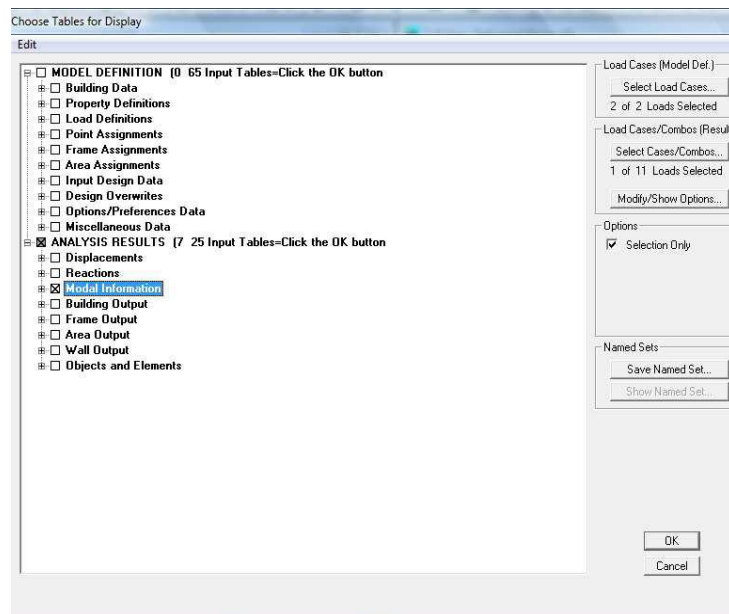 Choose Tables for Display
Edit
MODEL DEFINITION (0 65 Input Tables=Click the OK button
Building Data
Property Definitions
Load Definitions
Point Assignments
Frame Assignments
Area Assignments
Input Design Data
Design Overwrites
Options/Preferences Data
Miscellaneous Data
ANALYSIS RESULTS (7 25 Input Tables=Click the OK button
Displacements
Reactions
Modal Information
Building Output
Frame Output
Area Output
Wall Output
Objects and Elements
Load Cases (Model Def.)
Select Load Cases...
2 of 2 Loads Selected
Load Cases/Combos (Resul
Select Cases/Combos...
1 of 11 Loads Selected
Modify/Show Options...
Options
Selection Only
Named Sets
Save Named Set...
Show Named Set...
OK
Cancel